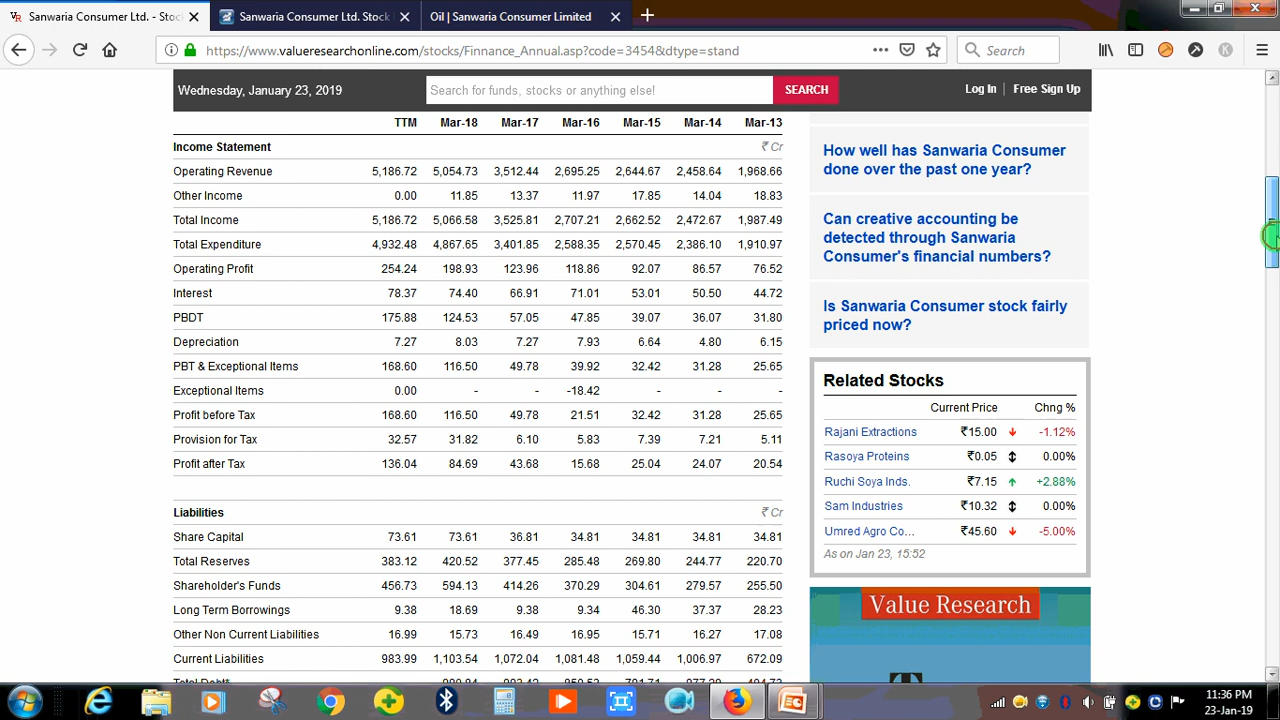 Sanwaria Consumer Ltd. - Stoc
Sanwaria Consumer Ltd. Stock
Oil | Sanwaria Consumer Limited
https://www.valueresearchonline.com/stocks/Finnance_Annual.asp?code=3454&dtype=stand
Search
Wednesday, January 23, 2019
Search for funds, stocks or anything else!
SEARCH
Log In | Free Sign Up
TTM Mar-18 Mar-17 Mar-16 Mar-15 Mar-14 Mar-13
Income Statement ₹ Cr
Operating Revenue 5,186.72 5,054.73 3,512.44 2,695.25 2,644.67 2,458.64 1,968.66
Other Income 0.00 11.85 13.37 11.97 17.85 14.04 18.83
Total Income 5,186.72 5,066.58 3,525.81 2,707.21 2,662.52 2,472.67 1,987.49
Total Expenditure 4,932.48 4,867.65 3,401.85 2,588.35 2,570.45 2,386.10 1,910.97
Operating Profit 254.24 198.93 123.96 118.86 92.07 86.57 76.52
Interest 78.37 74.40 66.91 71.01 53.01 50.50 44.72
PBDT 175.88 124.53 57.05 47.85 39.07 36.07 31.80
Depreciation 7.27 8.03 7.27 7.93 6.64 4.80 6.15
PBT & Exceptional Items 168.60 116.50 49.78 39.92 32.42 31.28 25.65
Exceptional Items 0.00 - - -18.42 - - -
Profit before Tax 168.60 116.50 49.78 21.51 32.42 31.28 25.65
Provision for Tax 32.57 31.82 6.10 5.83 7.39 7.21 5.11
Profit after Tax 136.04 84.69 43.68 15.68 25.04 24.07 20.54
Liabilities ₹ Cr
Share Capital 73.61 73.61 36.81 34.81 34.81 34.81 34.81
Total Reserves 383.12 420.52 377.45 285.48 269.80 244.77 220.70
Shareholder's Funds 456.73 594.13 414.26 370.29 304.61 279.57 255.50
Long Term Borrowings 9.38 18.69 9.38 9.34 46.30 37.37 28.23
Other Non Current Liabilities 16.99 15.73 16.49 16.95 15.71 16.27 17.08
Current Liabilities 983.99 1,103.54 1,072.04 1,081.48 1,059.44 1,006.97 672.09
How well has Sanwaria Consumer
done over the past one year?
Can creative accounting be
detected through Sanwaria
Consumer's financial numbers?
Is Sanwaria Consumer stock fairly
priced now?
Related Stocks
Current Price Chng %
Rajani Extractions ₹15.00 -1.12%
Rasoya Proteins ₹0.05 0.00%
Ruchi Soya Inds. ₹7.15 +2.88%
Sam Industries ₹10.32 0.00%
Umred Agro Co... ₹45.60 -5.00%
As on Jan 23, 15:52
Value Research
11:36 PM
23-Jan-19